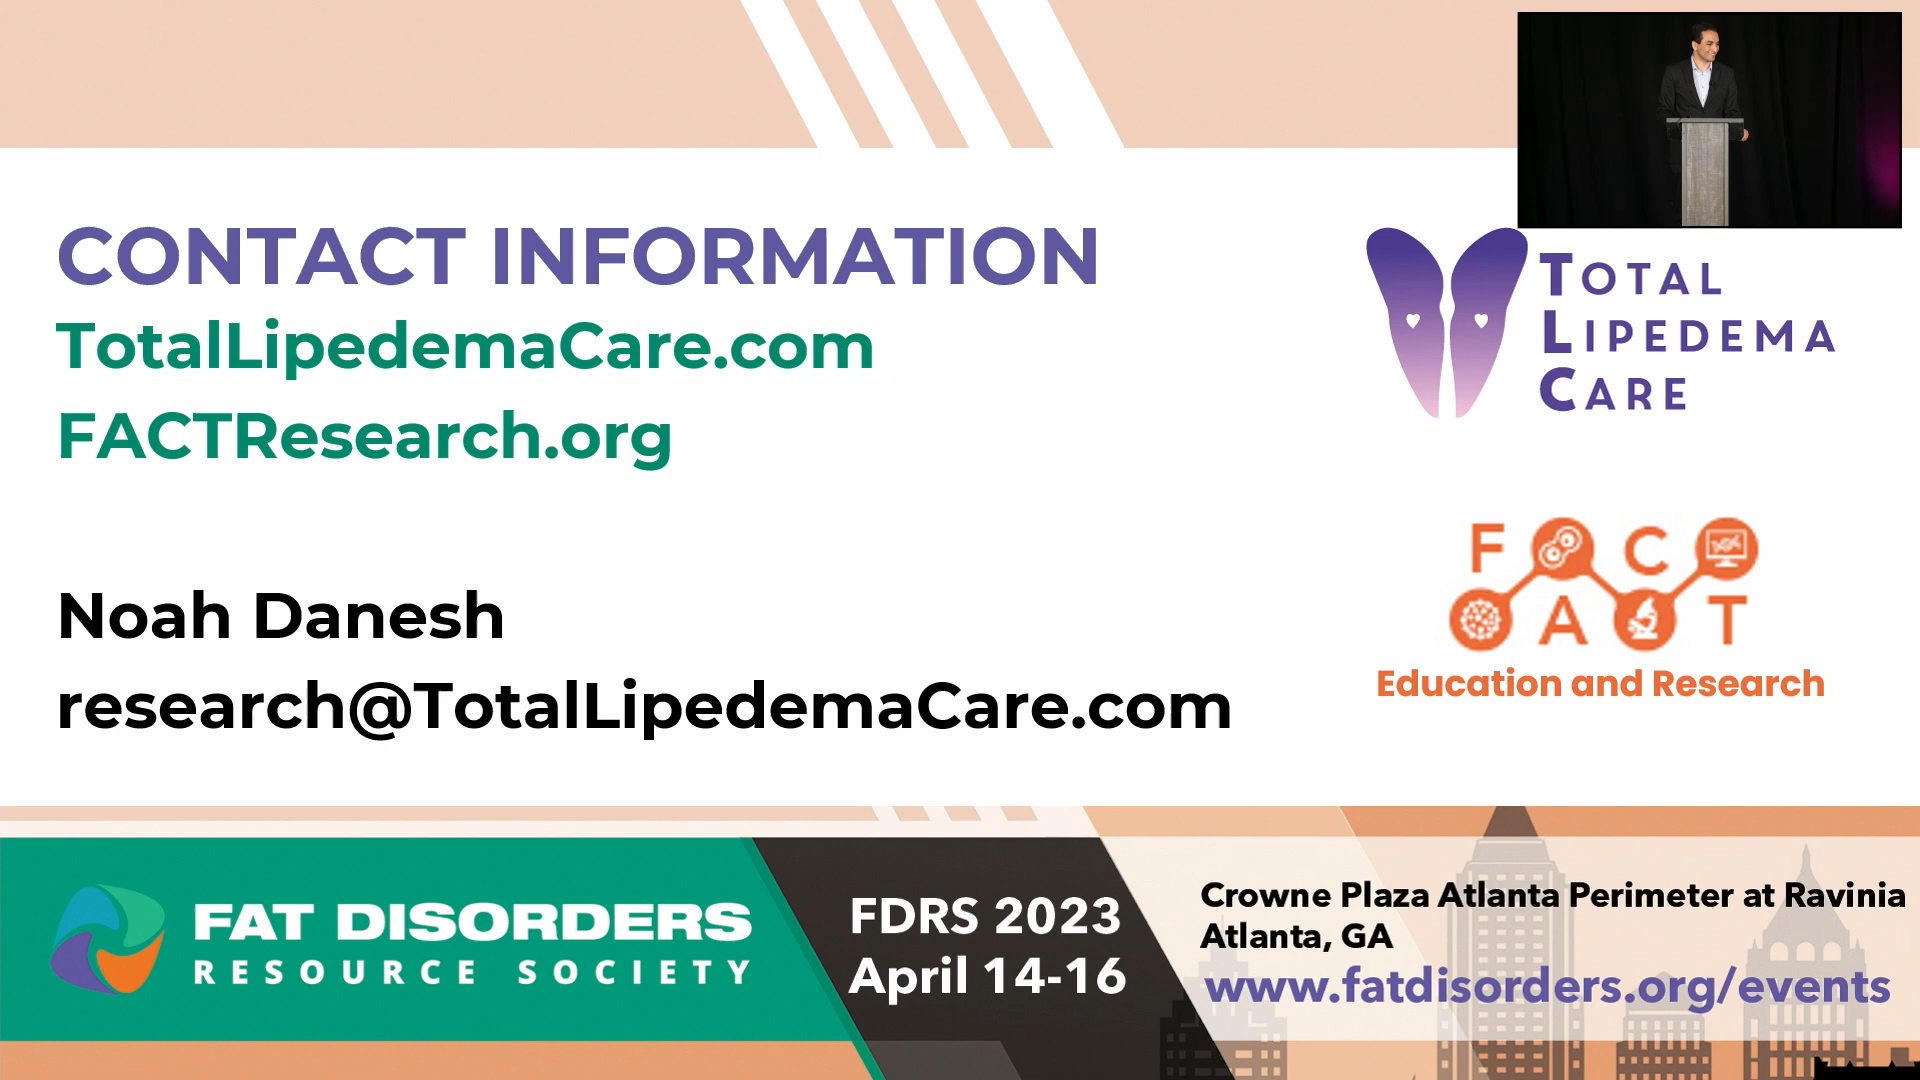 CONTACT INFORMATION
TotalLipedemaCare.com
FACTResearch.org
Noah Danesh
research@TotalLipedemaCare.com
TOTAL
LIPEDEMA
CARE
F C
A T
Education and Research
FAT DISORDERS
RESOURCE SOCIETY
FDRS 2023
April 14-16
Crowne Plaza Atlanta Perimeter at Ravinia
Atlanta, GA
www.fatdisorders.org/events